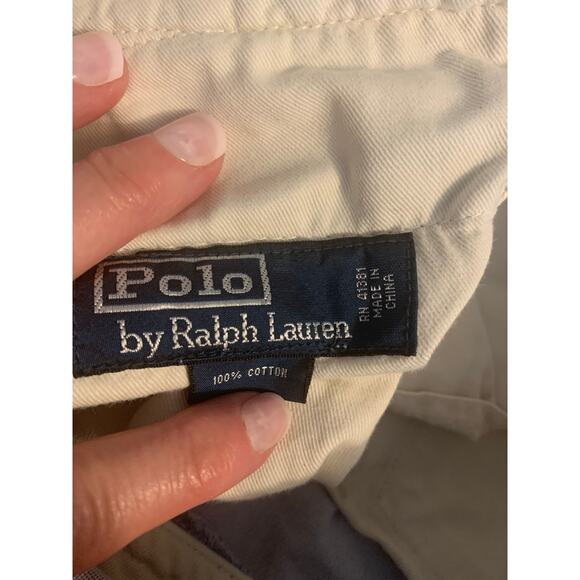 Polo
by Ralph Lauren
RN 41381
MADE IN
CHINA
100% COTTON